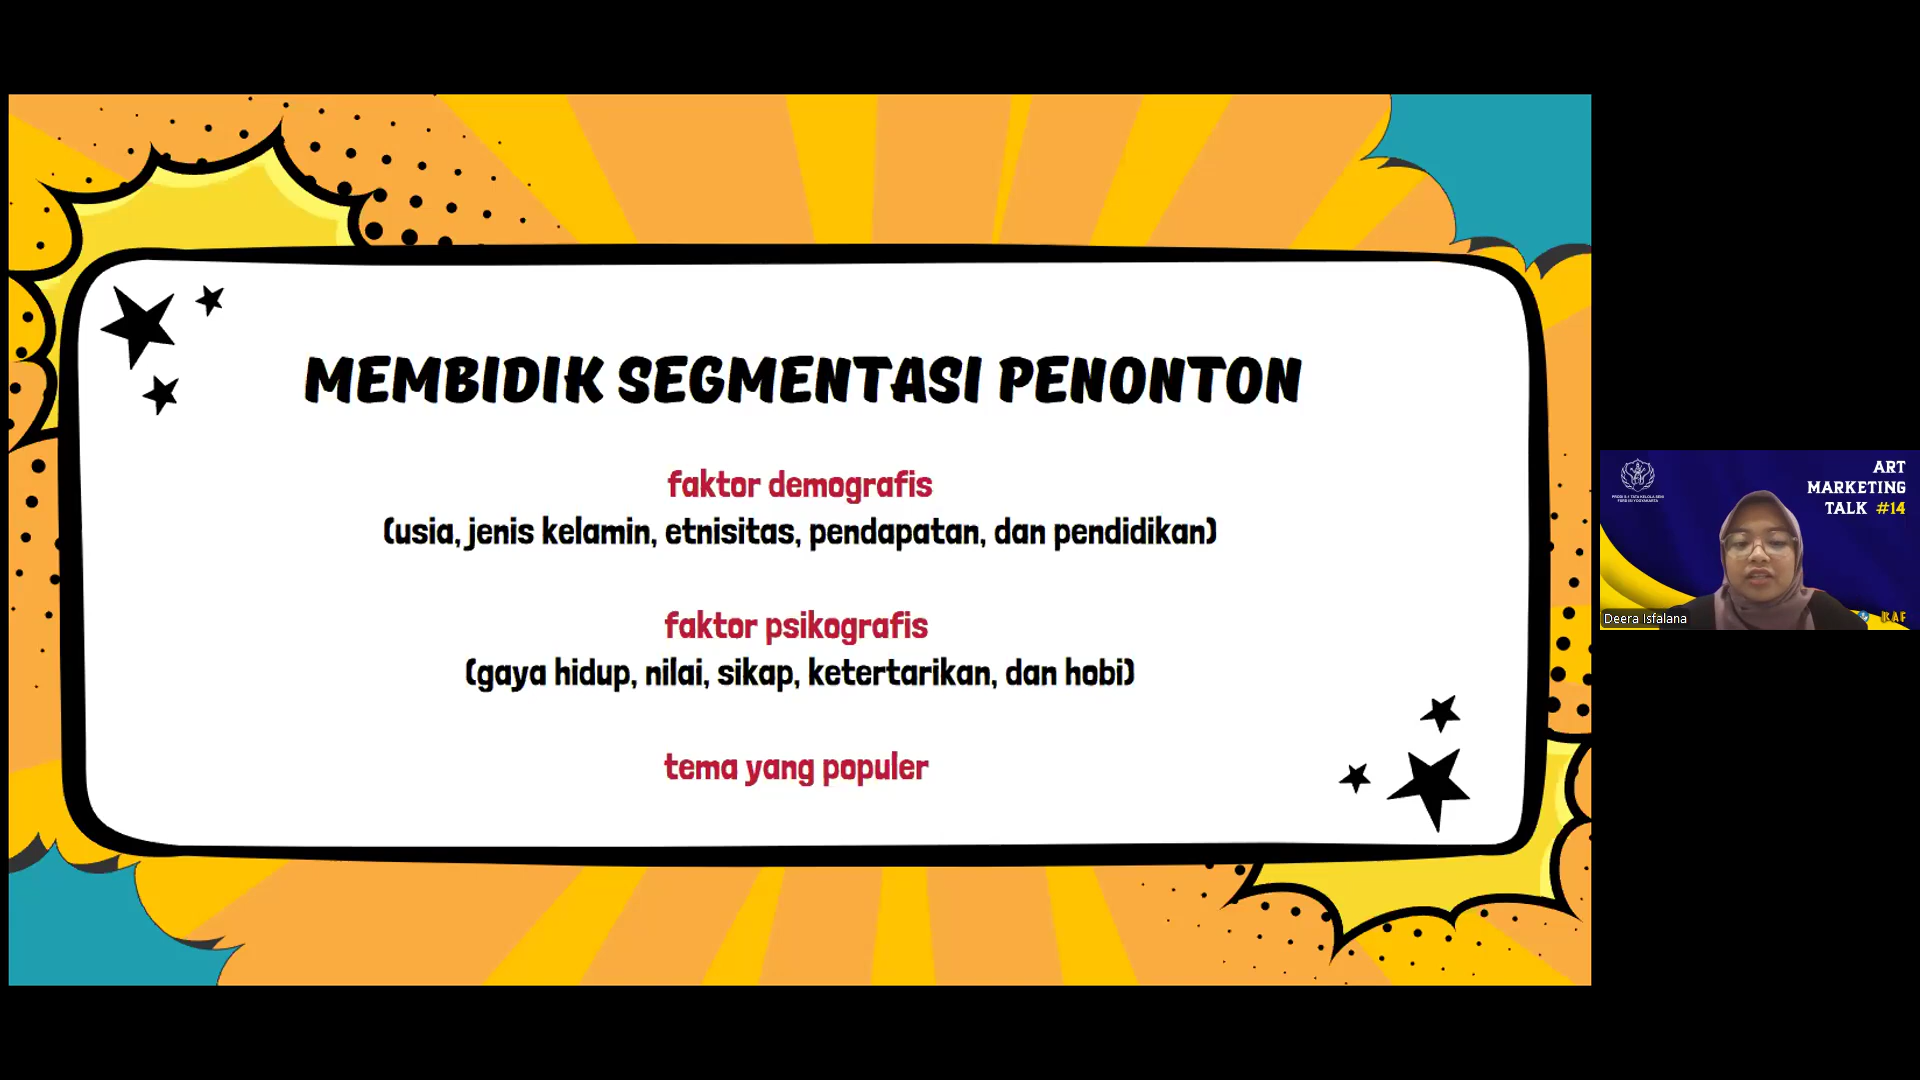 MEMBIDIK SEGMENTASI PENONTON
faktor demografis
(usia, jenis kelamin, etnisitas, pendapatan, dan pendidikan)
faktor psikografis
(gaya hidup, nilai, sikap, ketertarikan, dan hobi)
tema yang populer
ART
MARKETING
TALK #14
Deera Isfalana